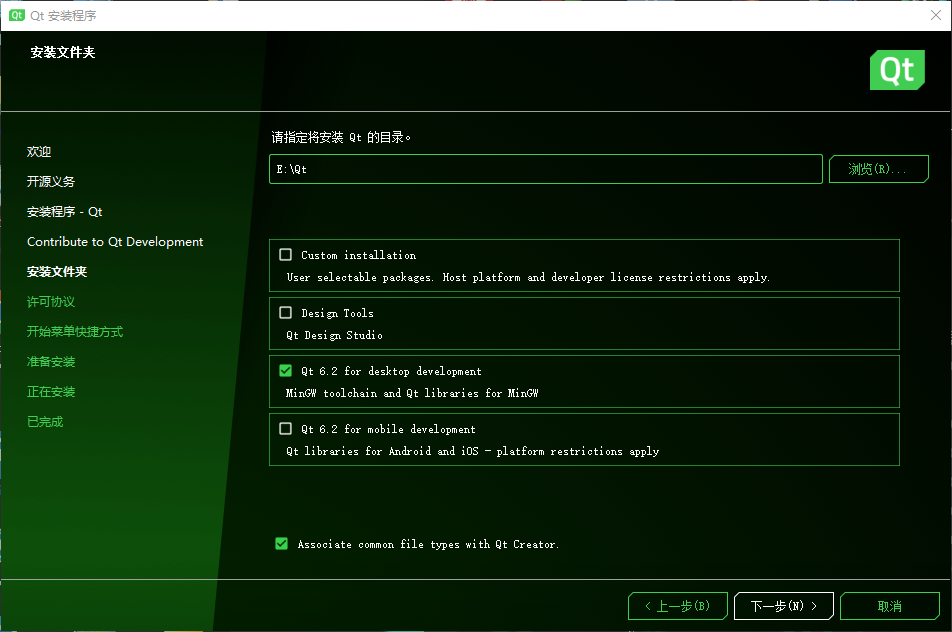 Qt Qt 安装程序
安装文件夹
Qt
请指定将安装 Qt 的目录。
E:\Qt
浏览(R)...
欢迎
开源义务
安装程序 - Qt
Contribute to Qt Development
安装文件夹
许可协议
开始菜单快捷方式
准备安装
正在安装
已完成
Custom installation
User selectable packages. Host platform and developer license restrictions apply.
Design Tools
Qt Design Studio
Qt 6.2 for desktop development
MinGW toolchain and Qt libraries for MinGW
Qt 6.2 for mobile development
Qt libraries for Android and iOS - platform restrictions apply
Associate common file types with Qt Creator.
< 上一步(B)
下一步(N) >
取消